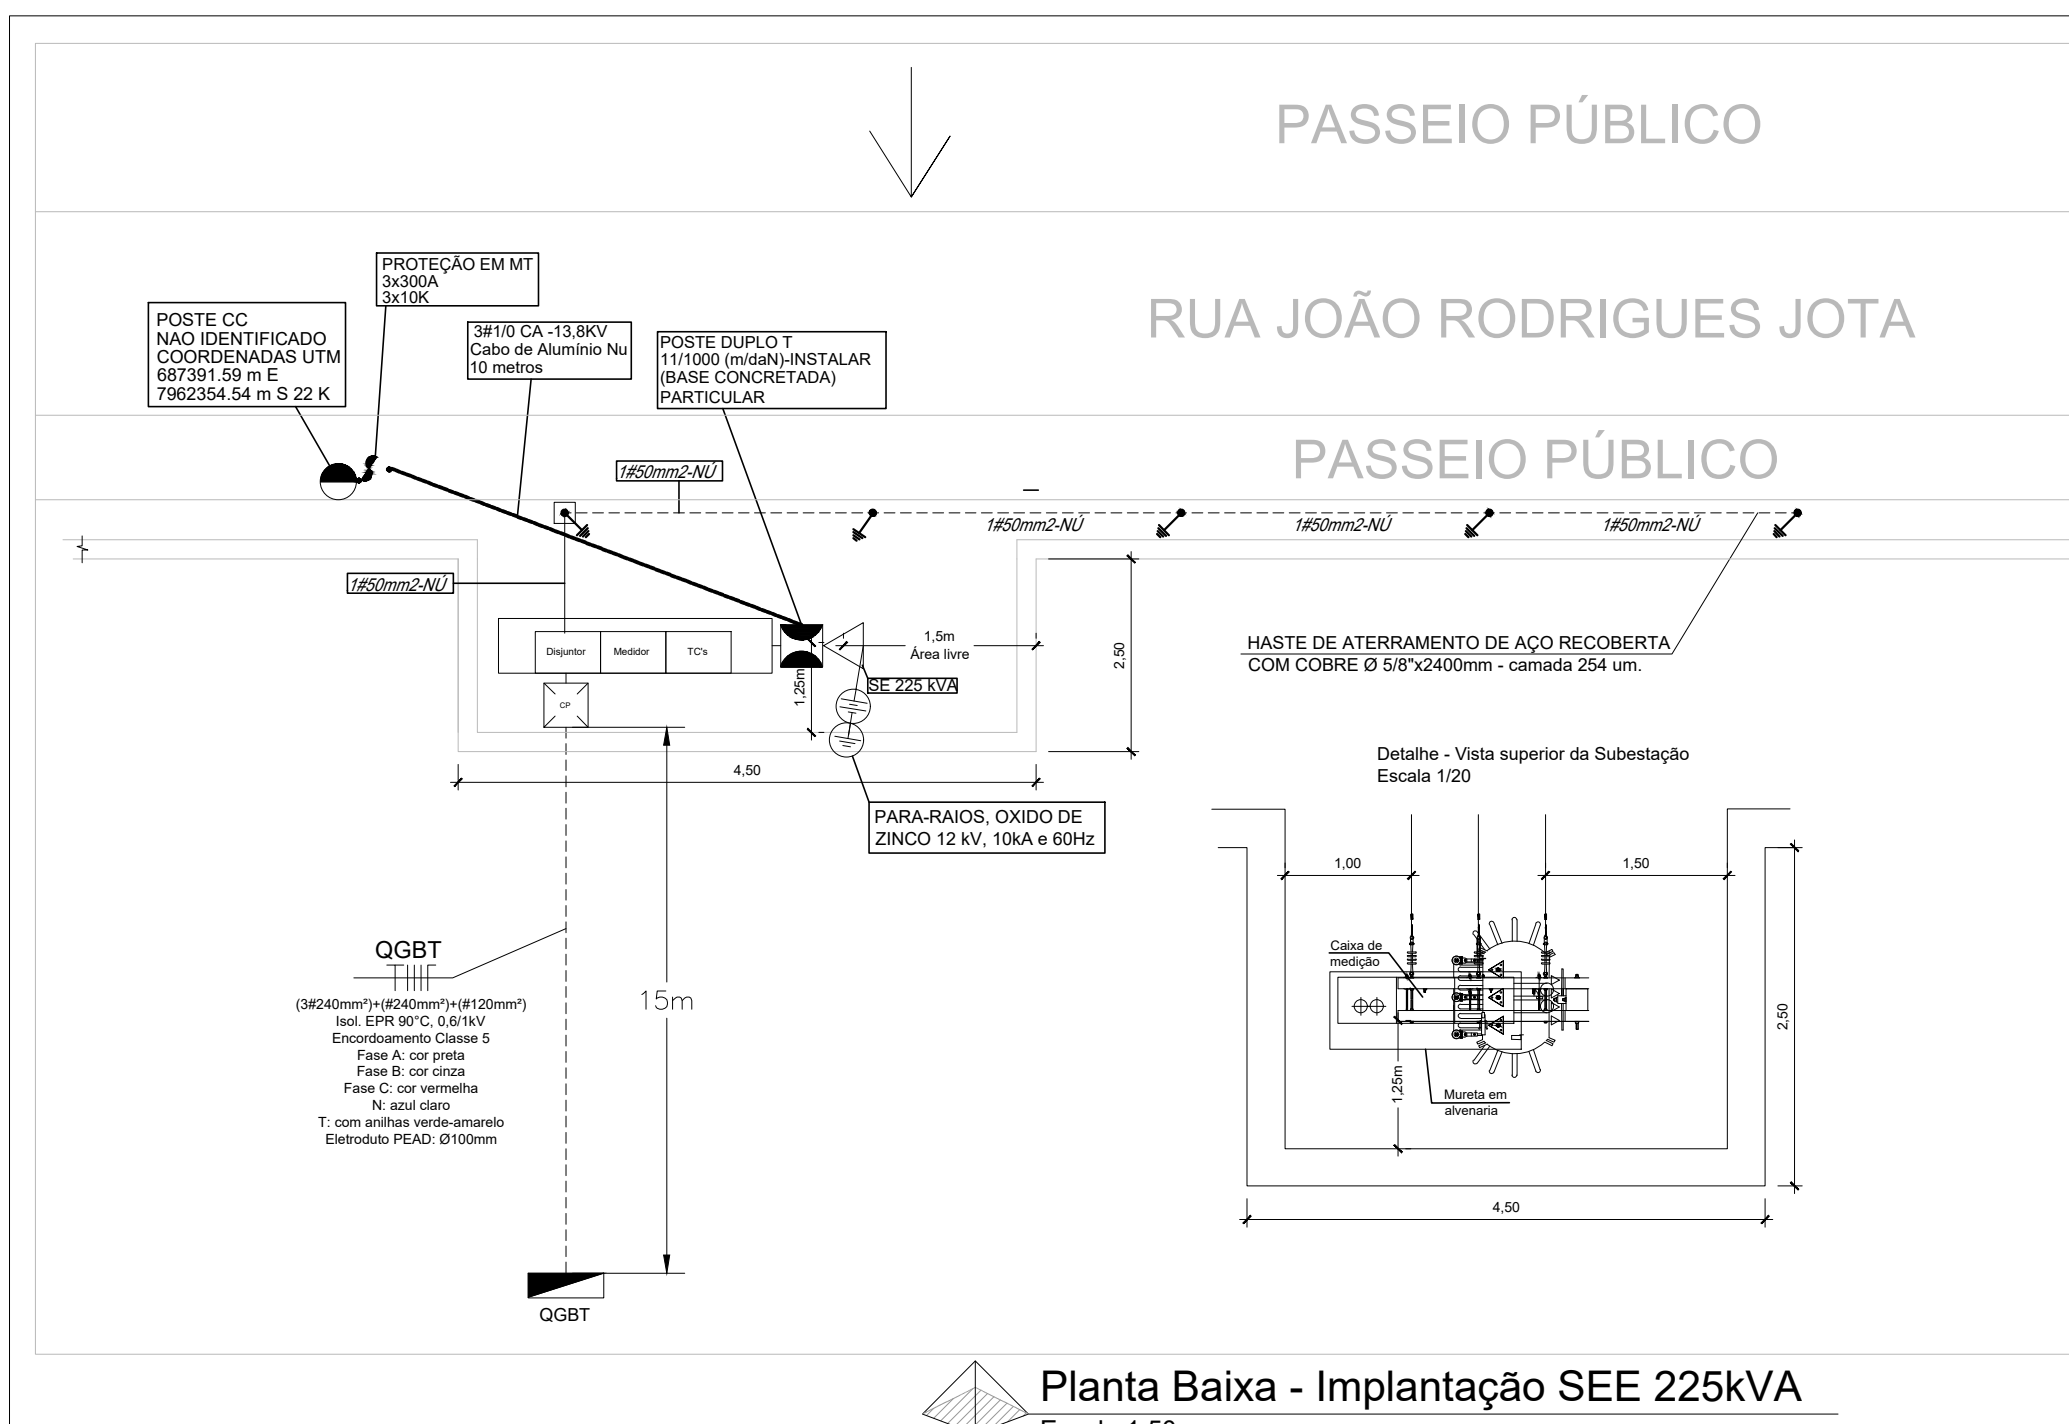 PASSEIO PÚBLICO
RUA JOÃO RODRIGUES JOTA
PASSEIO PÚBLICO
PROTEÇÃO EM MT
3x300A
3x10K
POSTE CC
NAO IDENTIFICADO
COORDENADAS UTM
687391.59 m E
7962354.54 m S 22 K
3#1/0 CA -13,8KV
Cabo de Alumínio Nu
10 metros
POSTE DUPLO T
11/1000 (m/daN)-INSTALAR
(BASE CONCRETADA)
PARTICULAR
1#50mm2-NÚ
1#50mm2-NÚ
1#50mm2-NÚ
1#50mm2-NÚ
1#50mm2-NÚ
Disjuntor
Medidor
TC's
CP
1,5m
Área livre
1,25m
SE 225 kVA
2,50
4,50
HASTE DE ATERRAMENTO DE AÇO RECOBERTA
COM COBRE Ø 5/8"x2400mm - camada 254 um.
PARA-RAIOS, OXIDO DE
ZINCO 12 kV, 10kA e 60Hz
Detalhe - Vista superior da Subestação
Escala 1/20
1,00
1,50
Caixa de
medição
1,25m
Mureta em
alvenaria
2,50
4,50
QGBT
(3#240mm²)+(#240mm²)+(#120mm²)
Isol. EPR 90°C, 0,6/1kV
Encordoamento Classe 5
Fase A: cor preta
Fase B: cor cinza
Fase C: cor vermelha
N: azul claro
T: com anilhas verde-amarelo
Eletroduto PEAD: Ø100mm
15m
QGBT
Planta Baixa - Implantação SEE 225kVA